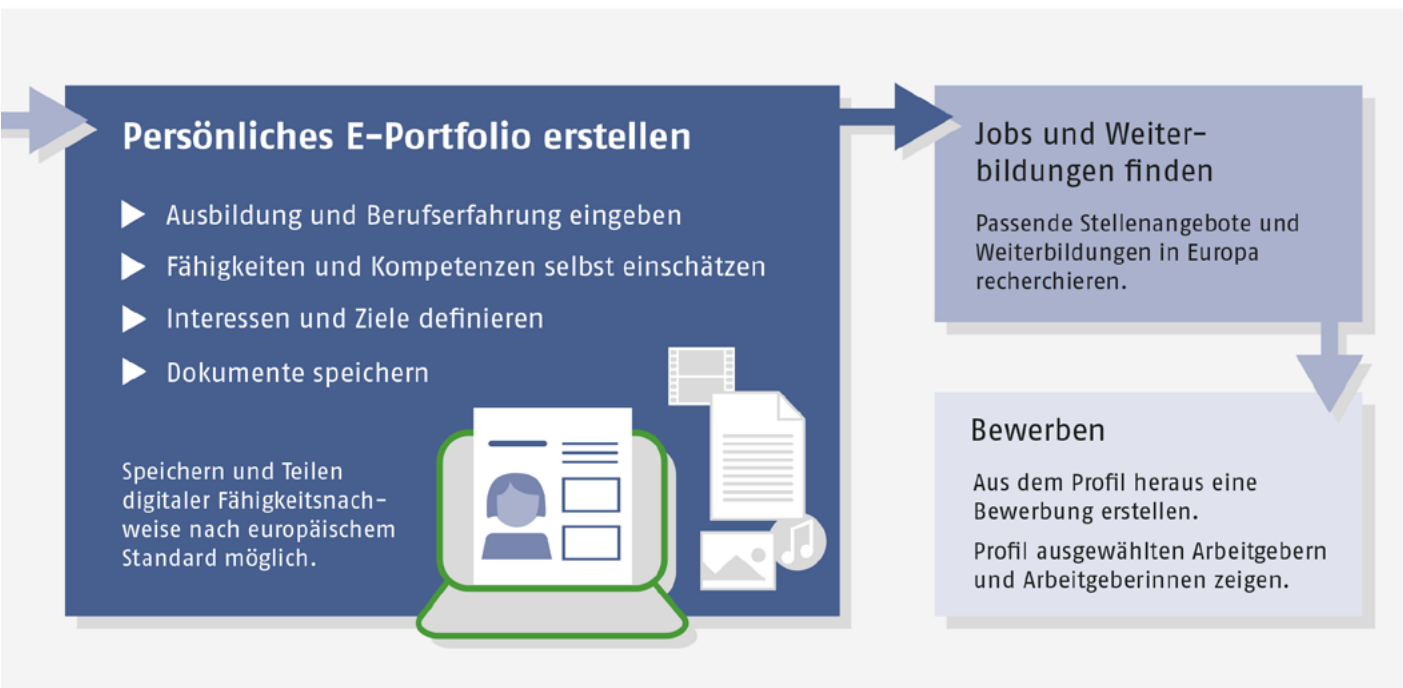 Persönliches E-Portfolio erstellen
Ausbildung und Berufserfahrung eingeben
Fähigkeiten und Kompetenzen selbst einschätzen
Interessen und Ziele definieren
Dokumente speichern
Speichern und Teilen
digitaler Fähigkeitsnach-
weise nach europäischem
Standard möglich.
Jobs und Weiter-
bildungen finden
Passende Stellenangebote und
Weiterbildungen in Europa
recherchieren.
Bewerben
Aus dem Profil heraus eine
Bewerbung erstellen.
Profil ausgewählten Arbeitgebern
und Arbeitgeberinnen zeigen.